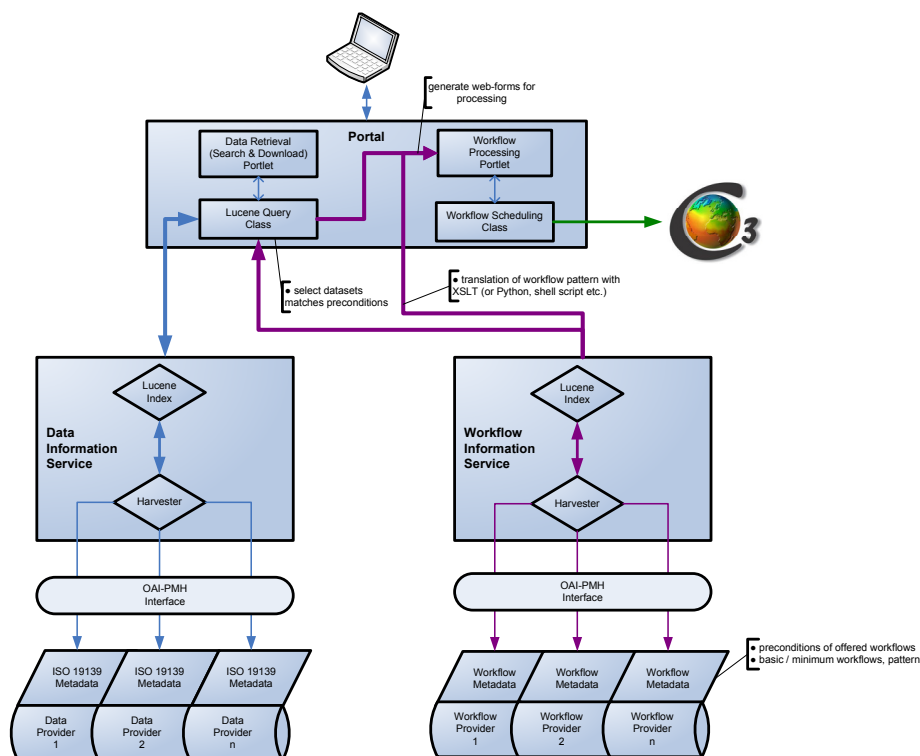 generate web-forms for
processing
Portal
Data Retrieval
(Search & Download)
Portlet
Workflow
Processing
Portlet
Lucene Query
Class
Workflow Scheduling
Class
3
• select datasets
matches preconditions
• translation of workflow pattern with
XSLT (or Python, shell script etc.)
Lucene
Index
Data
Information
Service
Harvester
Lucene
Index
Workflow
Information
Service
Harvester
OAI-PMH
Interface
OAI-PMH
Interface
ISO 19139
Metadata
ISO 19139
Metadata
ISO 19139
Metadata
Workflow
Metadata
Workflow
Metadata
Workflow
Metadata
• preconditions of offered workflows
• basic / minimum workflows, pattern
Data
Provider
1
Data
Provider
2
Data
Provider
n
Workflow
Provider
1
Workflow
Provider
2
Workflow
Provider
n